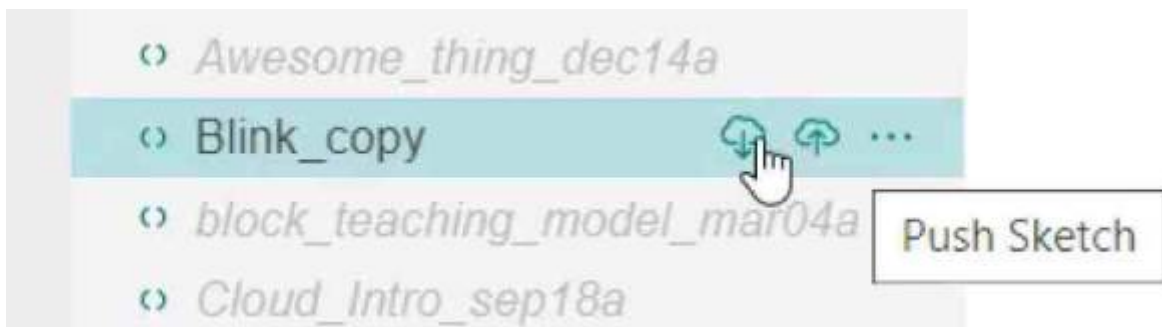 Awesome_thing_dec14a
Blink_copy
block_teaching_model_mar04a
Push Sketch
Cloud_Intro_sep18a